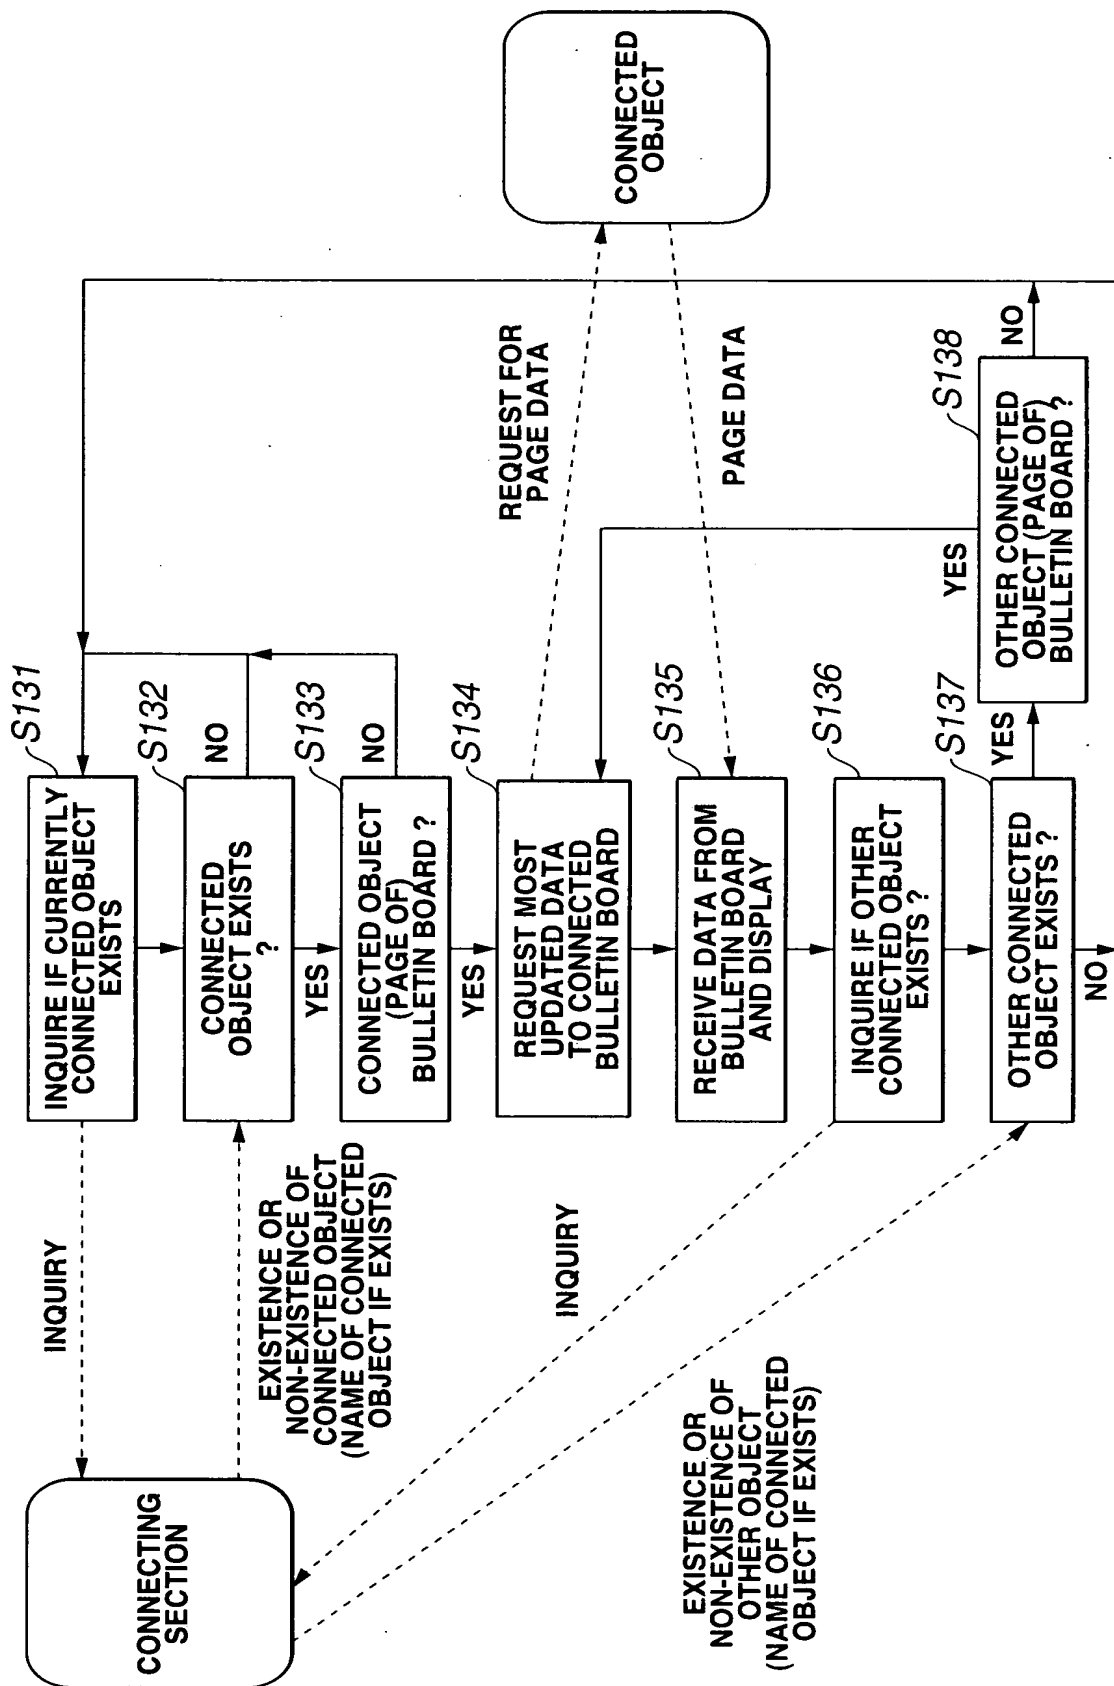 S131
INQUIRE IF CURRENTLY
CONNECTED OBJECT
EXISTS
INQUIRY
CONNECTING
SECTION
S132
CONNECTED
OBJECT EXISTS
?
NO
YES
EXISTENCE OR
NON-EXISTENCE OF
CONNECTED OBJECT
(NAME OF CONNECTED
OBJECT IF EXISTS)
S133
CONNECTED OBJECT
(PAGE OF)
BULLETIN BOARD ?
NO
YES
S134
REQUEST MOST
UPDATED DATA
TO CONNECTED
BULLETIN BOARD
REQUEST FOR
PAGE DATA
CONNECTED
OBJECT
S135
RECEIVE DATA FROM
BULLETIN BOARD
AND DISPLAY
PAGE DATA
INQUIRY
S136
INQUIRE IF OTHER
CONNECTED OBJECT
EXISTS ?
EXISTENCE OR
NON-EXISTENCE OF
OTHER OBJECT
(NAME OF CONNECTED
OBJECT IF EXISTS)
S137
OTHER CONNECTED
OBJECT EXISTS ?
YES
NO
S138
OTHER CONNECTED
OBJECT (PAGE OF)
BULLETIN BOARD ?
YES
NO